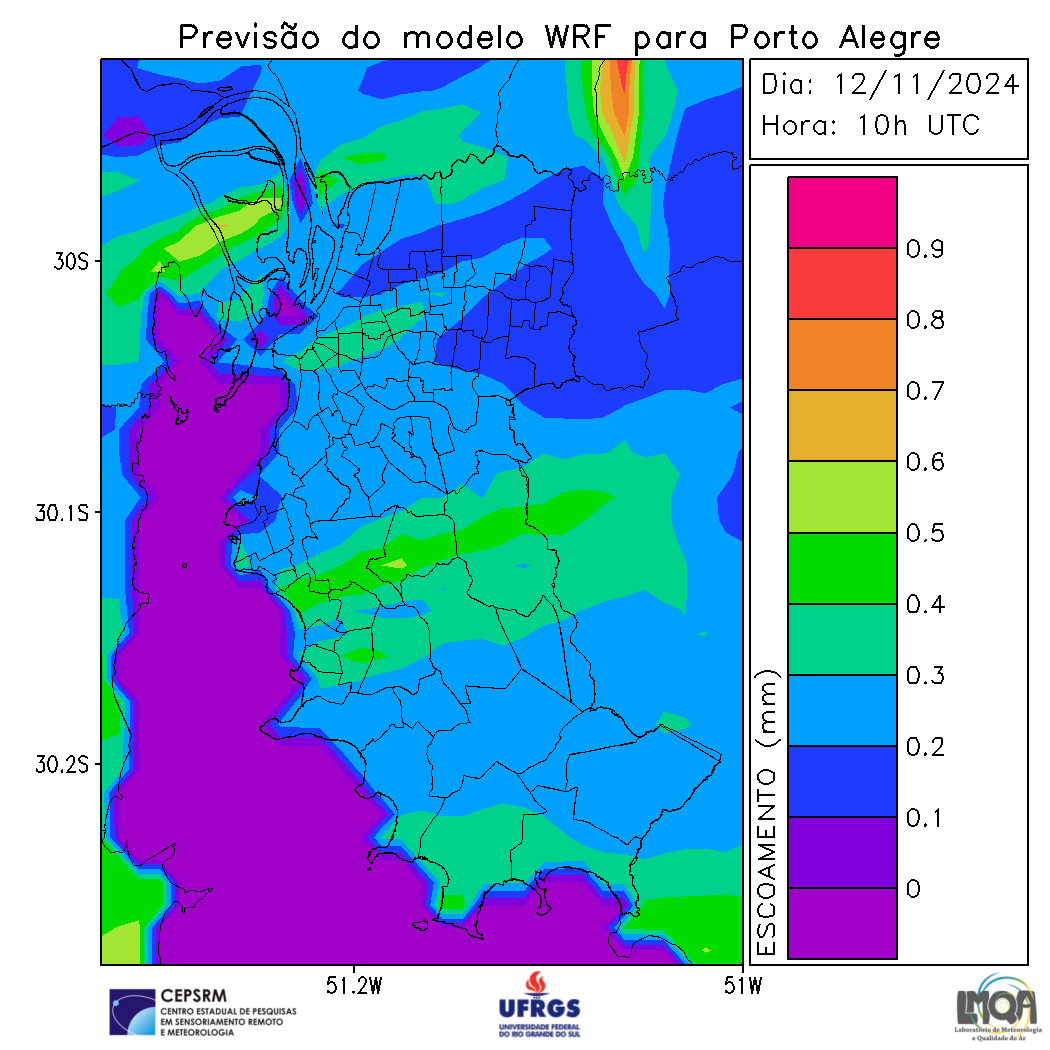 Previsão do modelo WRF para Porto Alegre
Dia: 12/11/2024
Hora: 10h UTC
30S
30.1S
30.2S
51.2W
51W
ESCOAMENTO (mm)
0.9
0.8
0.7
0.6
0.5
0.4
0.3
0.2
0.1
0
CEPSRM
CENTRO ESTADUAL DE PESQUISAS
EM SENSORIAMENTO REMOTO
E METEOROLOGIA
UFRGS
UNIVERSIDADE FEDERAL
DO RIO GRANDE DO SUL
LMQA
Laboratório de Meteorologia
e Qualidade do Ar